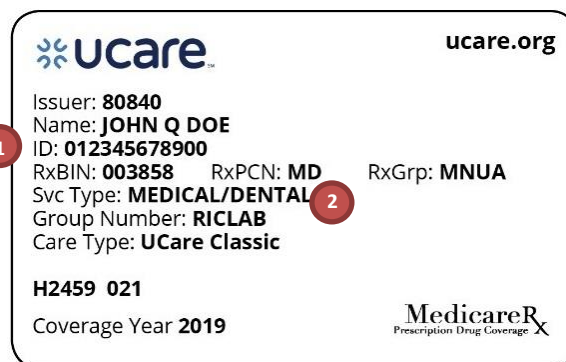 ucare
ucare.org
Issuer: 80840
Name: JOHN Q DOE
1
ID: 012345678900
RxBIN: 003858 RxPCN: MD RxGrp: MNUA
Svc Type: MEDICAL/DENTAL
2
Group Number: RICLAB
Care Type: UCare Classic
H2459 021
Coverage Year 2019
MedicareRx
Prescription Drug Coverage